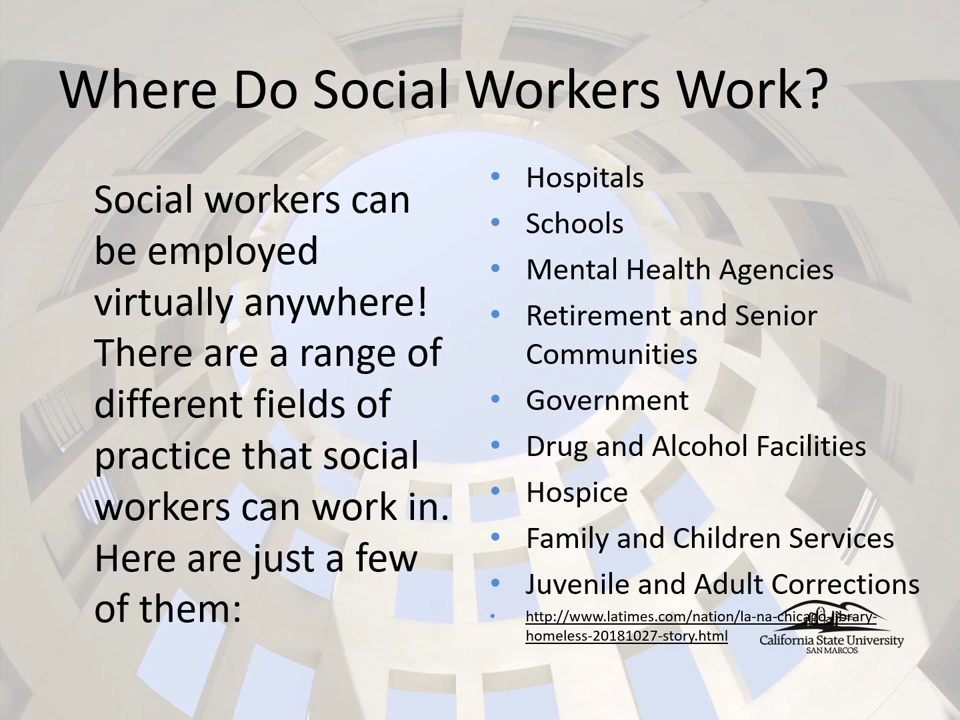 Where Do Social Workers Work?
Social workers can
be employed
virtually anywhere!
There are a range of
different fields of
practice that social
workers can work in.
Here are just a few
of them:
• Hospitals
• Schools
• Mental Health Agencies
• Retirement and Senior
Communities
• Government
• Drug and Alcohol Facilities
• Hospice
• Family and Children Services
• Juvenile and Adult Corrections
• http://www.latimes.com/nation/la-na-chicago-library-
homeless-20181027-story.html
California State University
SAN MARCOS